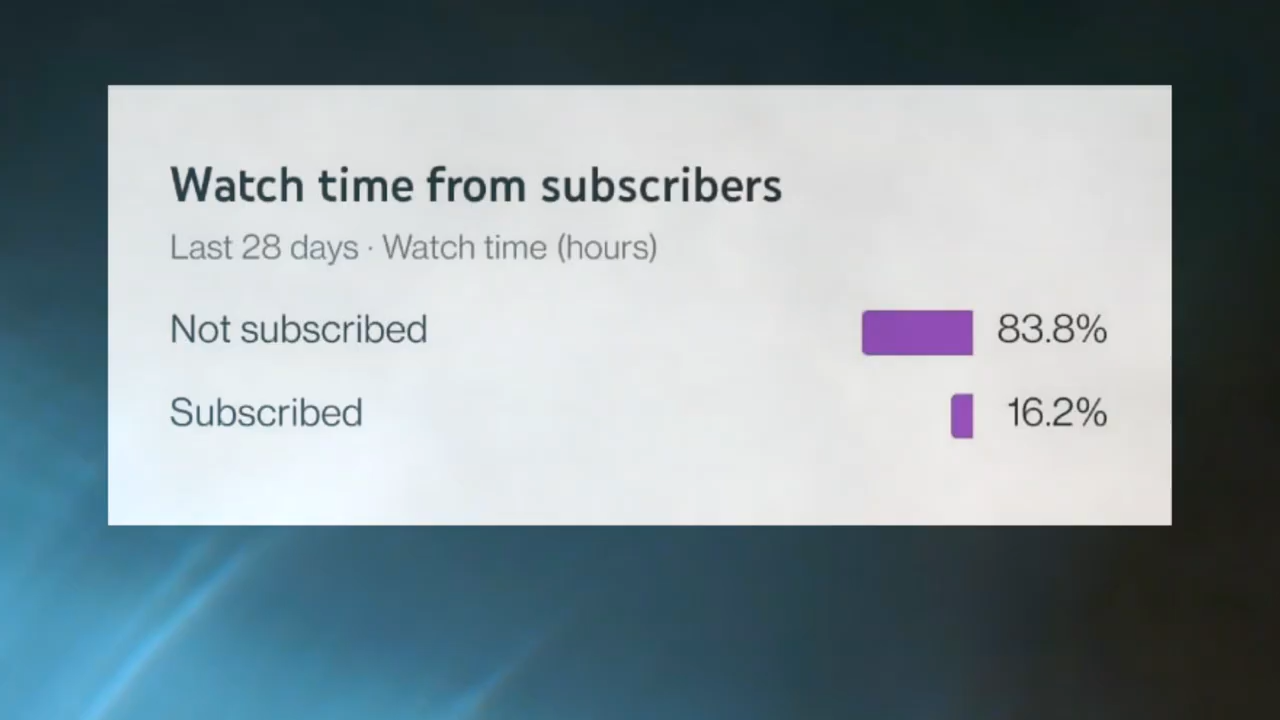 Watch time from subscribers
Last 28 days · Watch time (hours)
Not subscribed 83.8%
Subscribed 16.2%